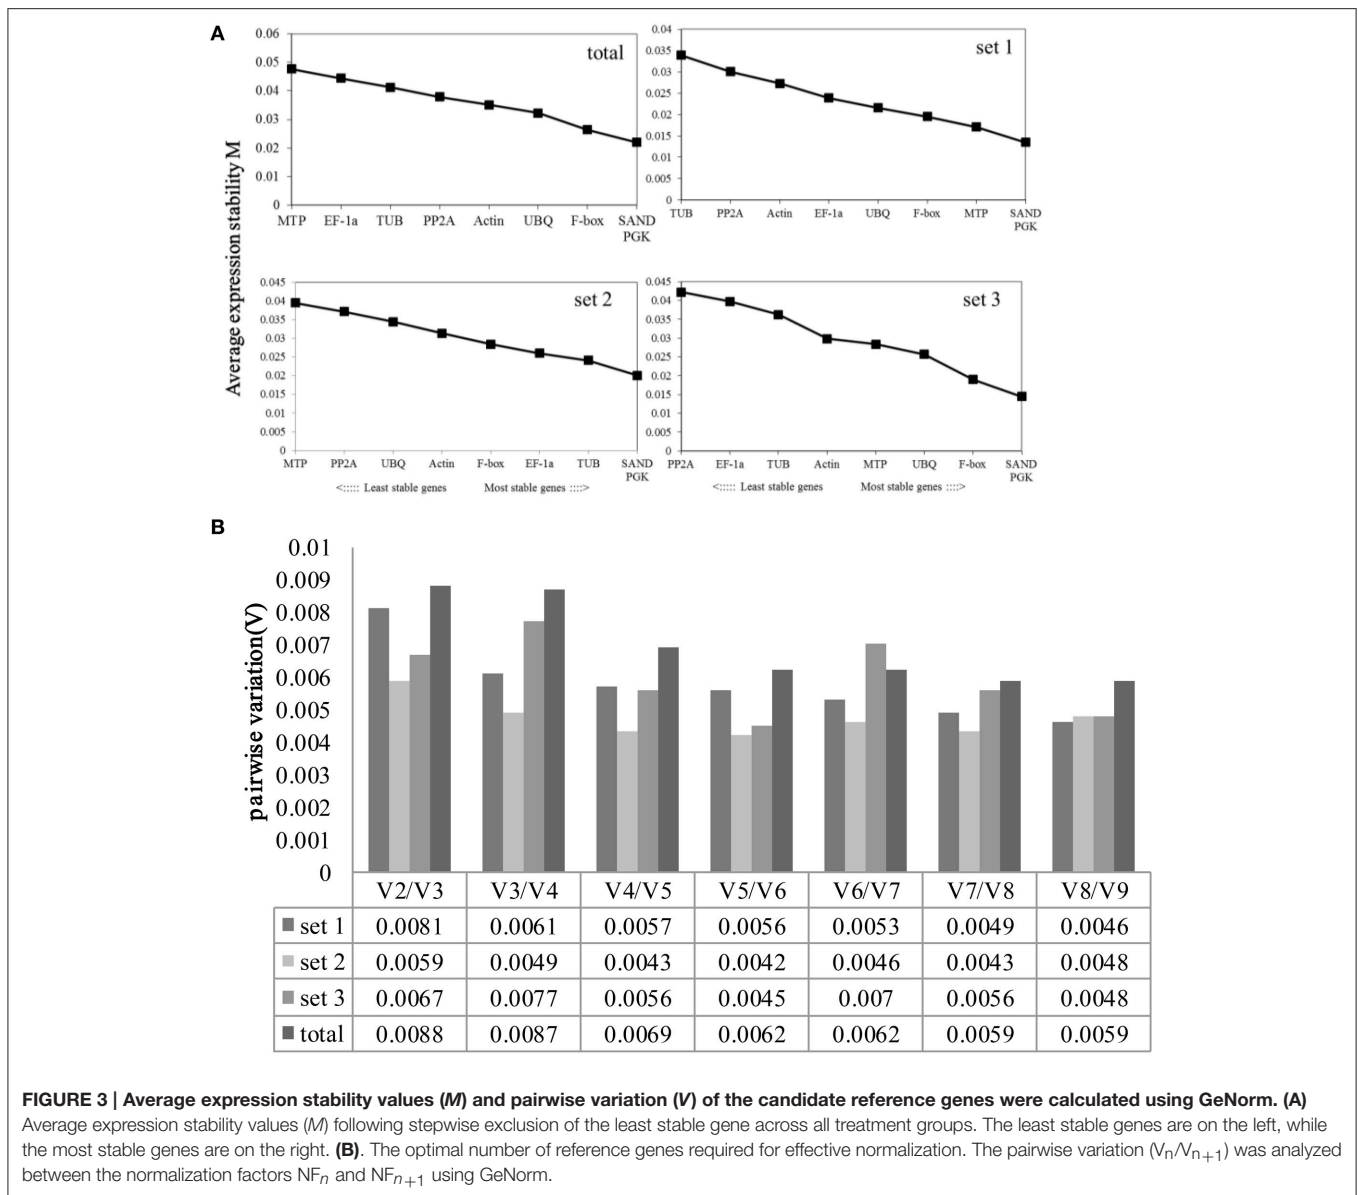 A
Average expression stability M
total
0.06
0.05
0.04
0.03
0.02
0.01
0
MTP EF-1a TUB PP2A Actin UBQ F-box SAND
PGK
set 1
0.04
0.035
0.03
0.025
0.02
0.015
0.01
0.005
0
TUB PP2A Actin EF-1a UBQ F-box MTP SAND
PGK
set 2
0.045
0.04
0.035
0.03
0.025
0.02
0.015
0.01
0.005
0
MTP PP2A UBQ Actin F-box EF-1a TUB SAND
PGK
<::::: Least stable genes Most stable genes ::::>
set 3
0.045
0.04
0.035
0.03
0.025
0.02
0.015
0.01
0.005
0
PP2A EF-1a TUB Actin MTP UBQ F-box SAND
PGK
<::::: Least stable genes Most stable genes ::::>
B
pairwise variation(V)
0.01
0.009
0.008
0.007
0.006
0.005
0.004
0.003
0.002
0.001
0
V2/V3 V3/V4 V4/V5 V5/V6 V6/V7 V7/V8 V8/V9
set 1 0.0081 0.0061 0.0057 0.0056 0.0053 0.0049 0.0046
set 2 0.0059 0.0049 0.0043 0.0042 0.0046 0.0043 0.0048
set 3 0.0067 0.0077 0.0056 0.0045 0.007 0.0056 0.0048
total 0.0088 0.0087 0.0069 0.0062 0.0062 0.0059 0.0059
FIGURE 3 | Average expression stability values (M) and pairwise variation (V) of the candidate reference genes were calculated using GeNorm. (A)
Average expression stability values (M) following stepwise exclusion of the least stable gene across all treatment groups. The least stable genes are on the left, while
the most stable genes are on the right. (B). The optimal number of reference genes required for effective normalization. The pairwise variation (Vn/Vn+1) was analyzed
between the normalization factors NFn and NFn+1 using GeNorm.